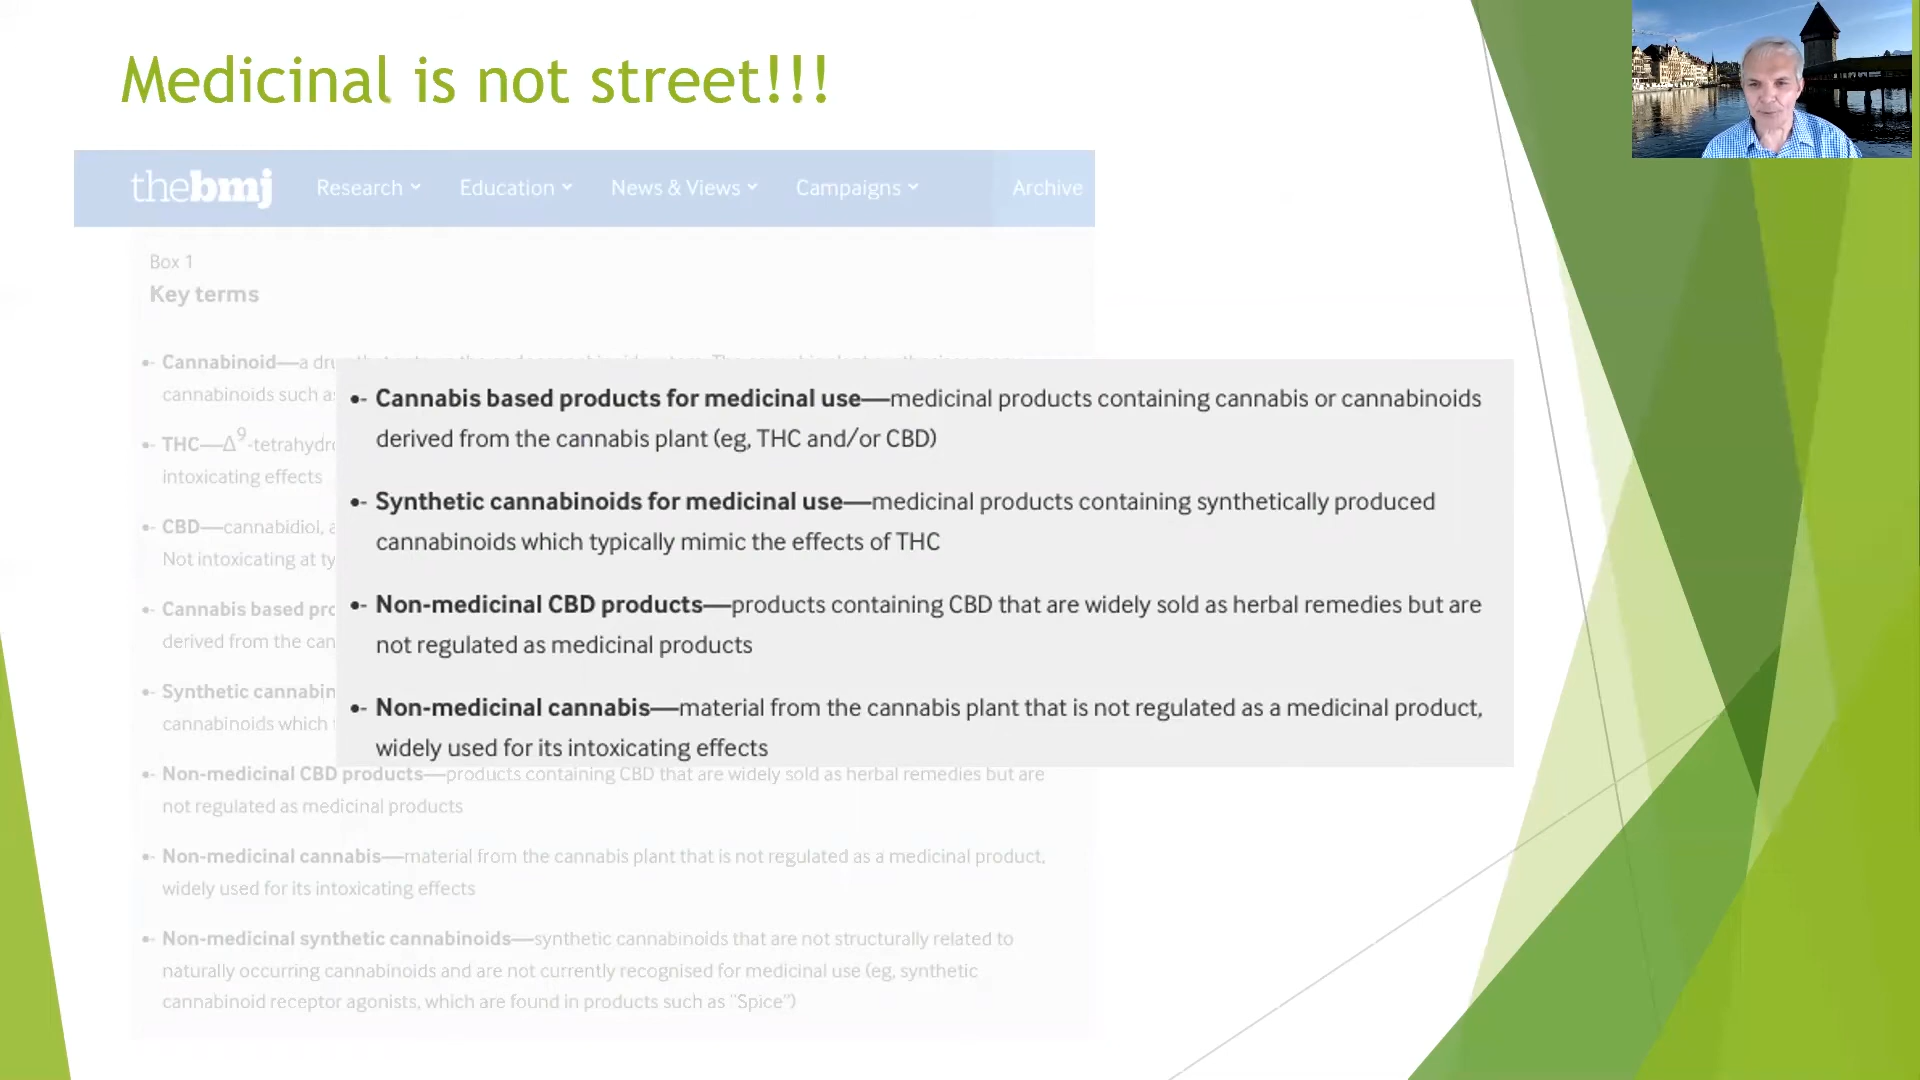 Medicinal is not street!!!
thebmj Research Education News & Views Campaigns Archive
Box 1
Key terms
•- Cannabinoid—a
cannabinoids such as
•- THC—Δ9-tetrahydro
intoxicating effects
•- CBD—cannabidiol, a
Not intoxicating at ty
•- Cannabis based pro
derived from the can
•- Synthetic cannabin
cannabinoids which
•- Cannabis based products for medicinal use—medicinal products containing cannabis or cannabinoids
derived from the cannabis plant (eg, THC and/or CBD)
•- Synthetic cannabinoids for medicinal use—medicinal products containing synthetically produced
cannabinoids which typically mimic the effects of THC
•- Non-medicinal CBD products—products containing CBD that are widely sold as herbal remedies but are
not regulated as medicinal products
•- Non-medicinal cannabis—material from the cannabis plant that is not regulated as a medicinal product,
widely used for its intoxicating effects
•- Non-medicinal CBD products—products containing CBD that are widely sold as herbal remedies but are
not regulated as medicinal products
•- Non-medicinal cannabis—material from the cannabis plant that is not regulated as a medicinal product,
widely used for its intoxicating effects
•- Non-medicinal synthetic cannabinoids—synthetic cannabinoids that are not structurally related to
naturally occurring cannabinoids and are not currently recognised for medicinal use (eg, synthetic
cannabinoid receptor agonists, which are found in products such as "Spice")